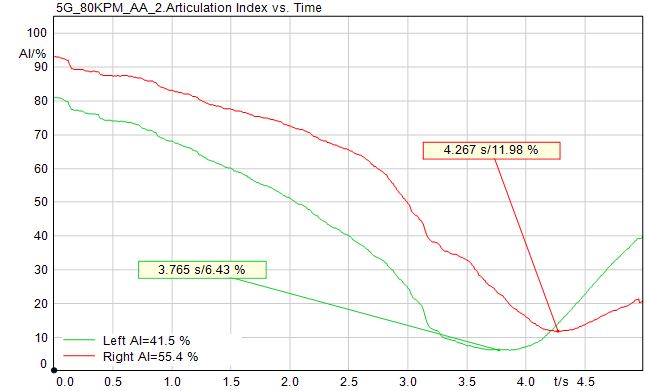 5G_80KPM_AA_2.Articulation Index vs. Time
100
AI/%
90
80
70
60
50
40
30
20
10
0
4.267 s/11.98 %
3.765 s/6.43 %
Left AI=41.5 %
Right AI=55.4 %
0.0 0.5 1.0 1.5 2.0 2.5 3.0 3.5 4.0 t/s 4.5